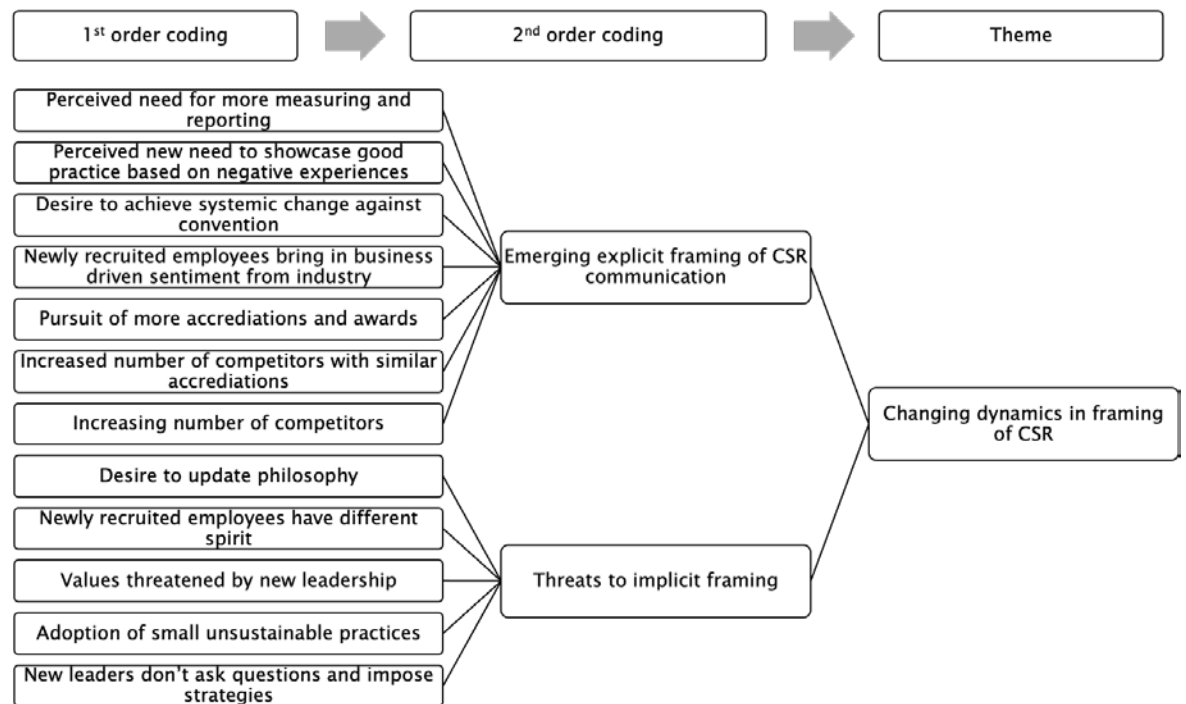 1st order coding
2nd order coding
Theme
Perceived need for more measuring and
reporting
Perceived new need to showcase good
practice based on negative experiences
Desire to achieve systemic change against
convention
Newly recruited employees bring in business
driven sentiment from industry
Pursuit of more accrediations and awards
Increased number of competitors with similar
accrediations
Increasing number of competitors
Emerging explicit framing of CSR
communication
Desire to update philosophy
Newly recruited employees have different
spirit
Values threatened by new leadership
Adoption of small unsustainable practices
New leaders don't ask questions and impose
strategies
Threats to implicit framing
Changing dynamics in framing
of CSR